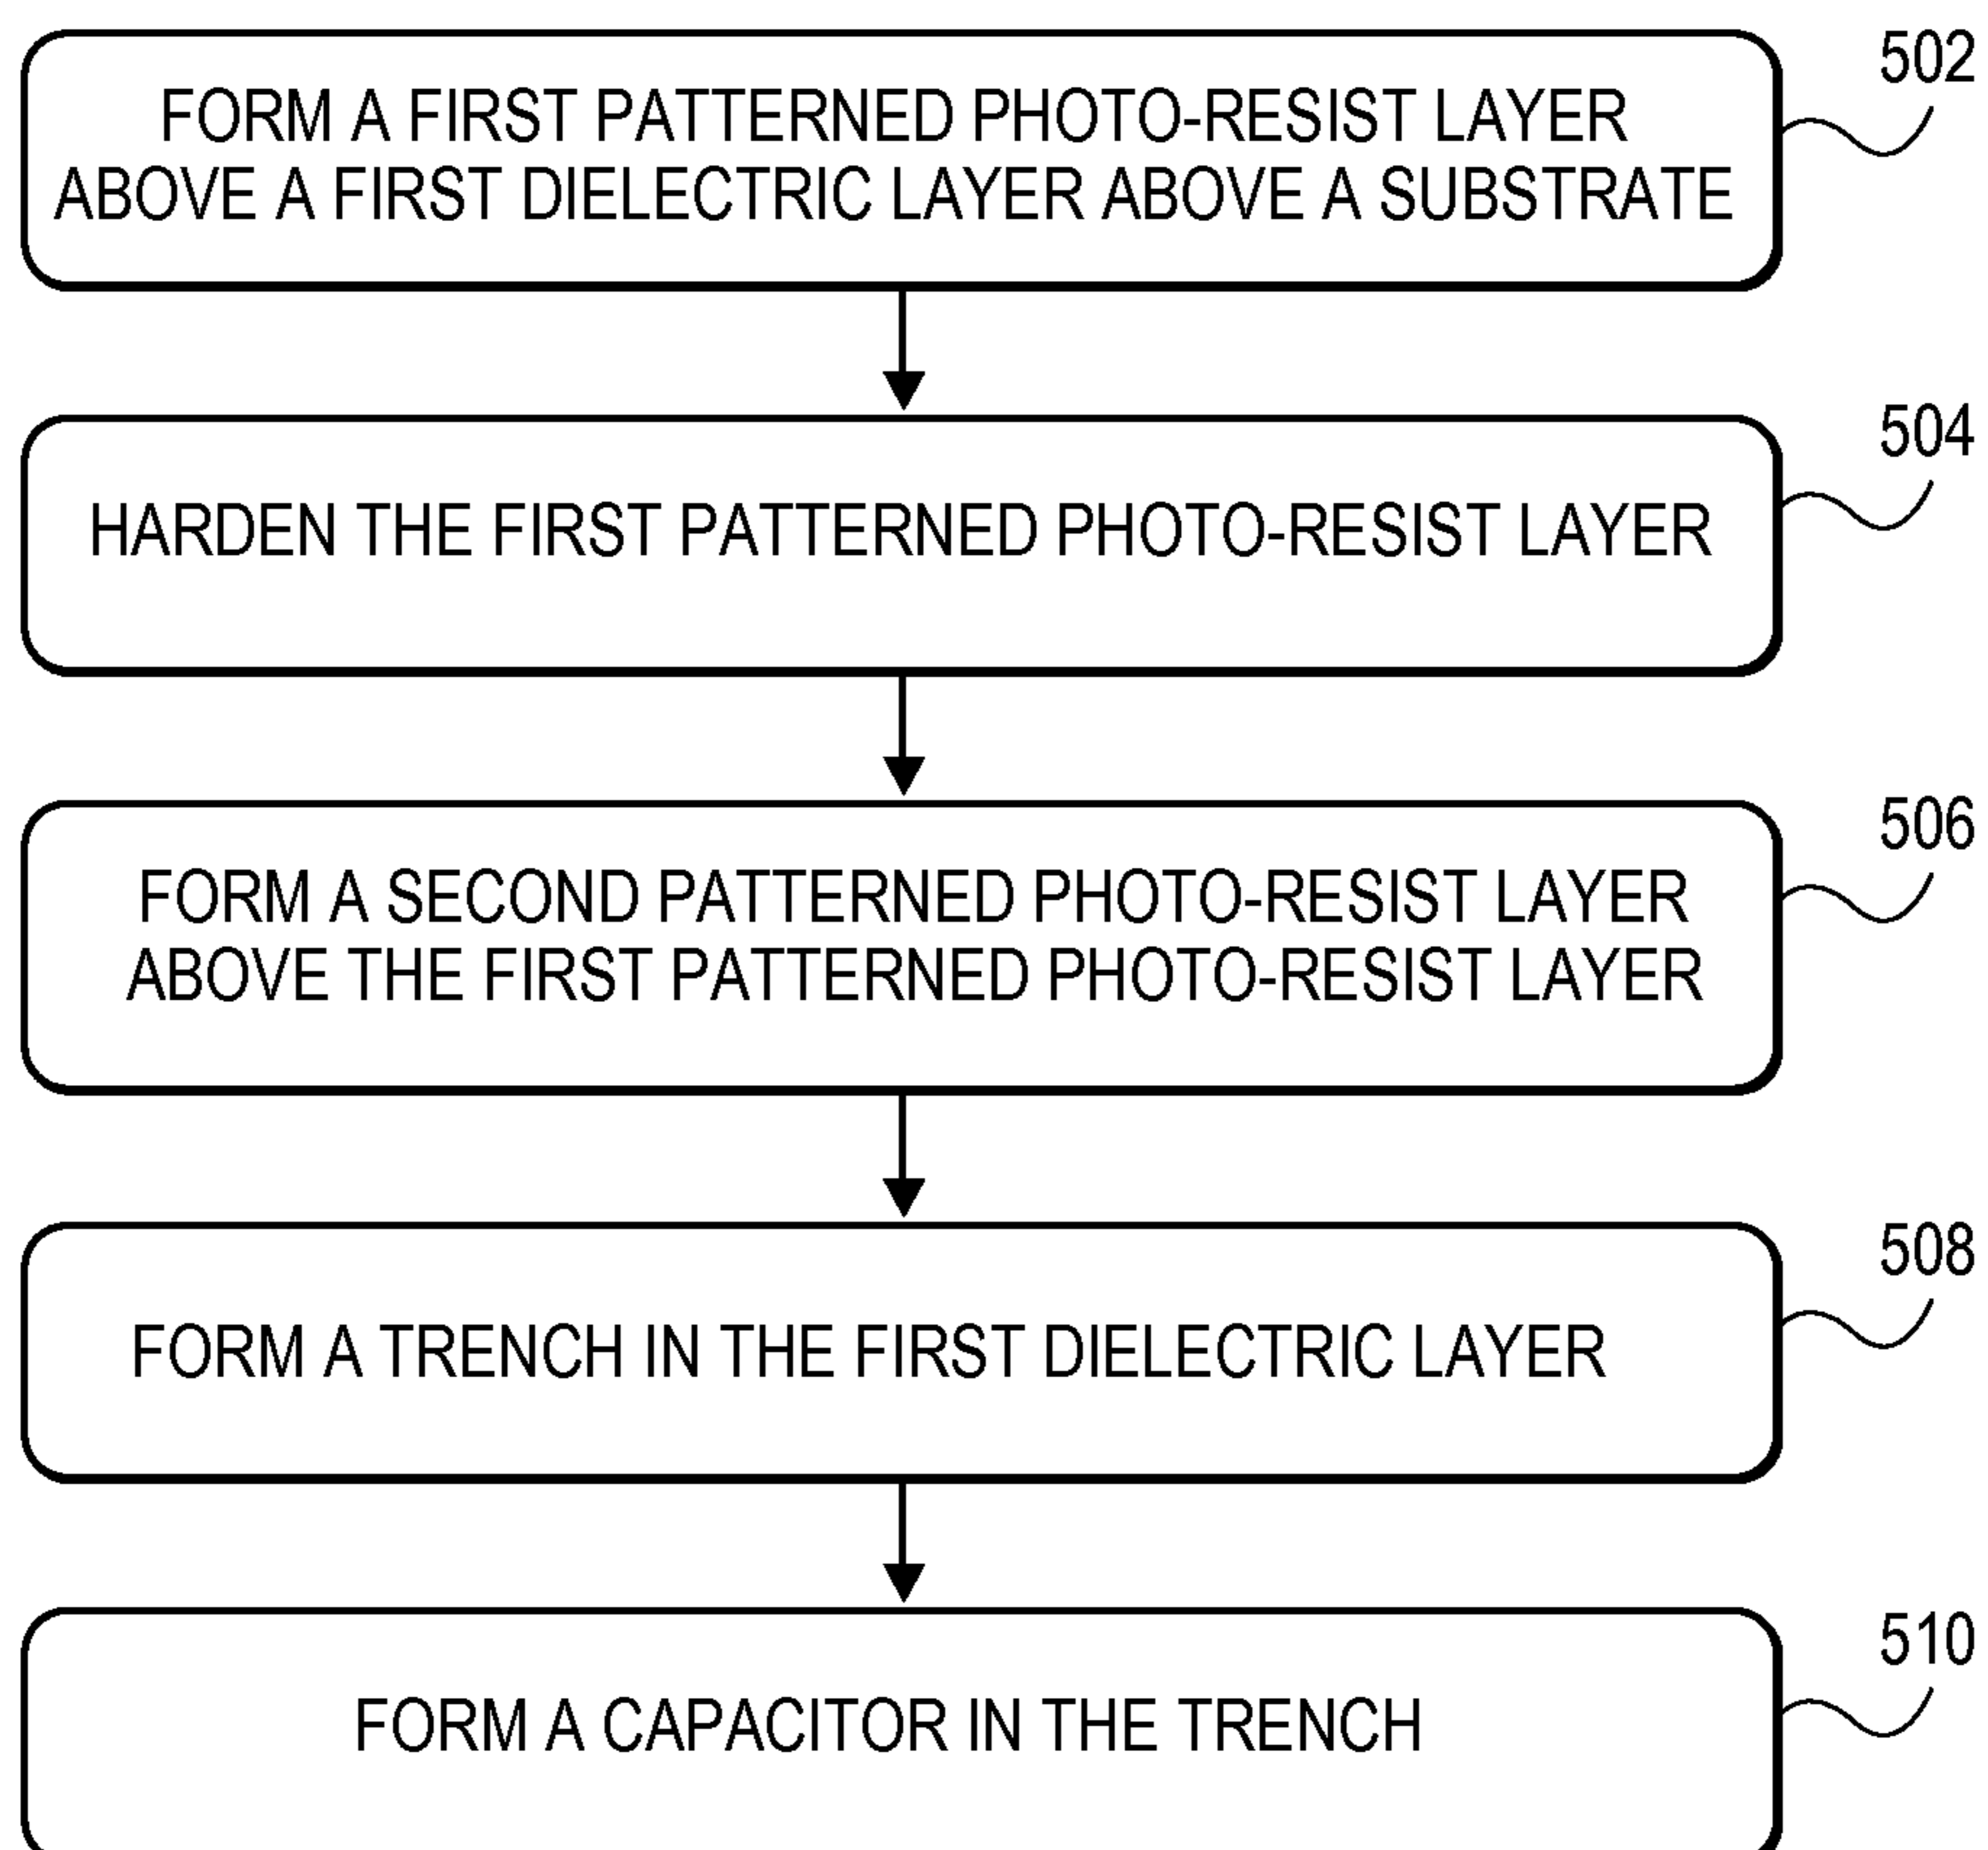 502
FORM A FIRST PATTERNED PHOTO-RESIST LAYER
ABOVE A FIRST DIELECTRIC LAYER ABOVE A SUBSTRATE
504
HARDEN THE FIRST PATTERNED PHOTO-RESIST LAYER
506
FORM A SECOND PATTERNED PHOTO-RESIST LAYER
ABOVE THE FIRST PATTERNED PHOTO-RESIST LAYER
508
FORM A TRENCH IN THE FIRST DIELECTRIC LAYER
510
FORM A CAPACITOR IN THE TRENCH